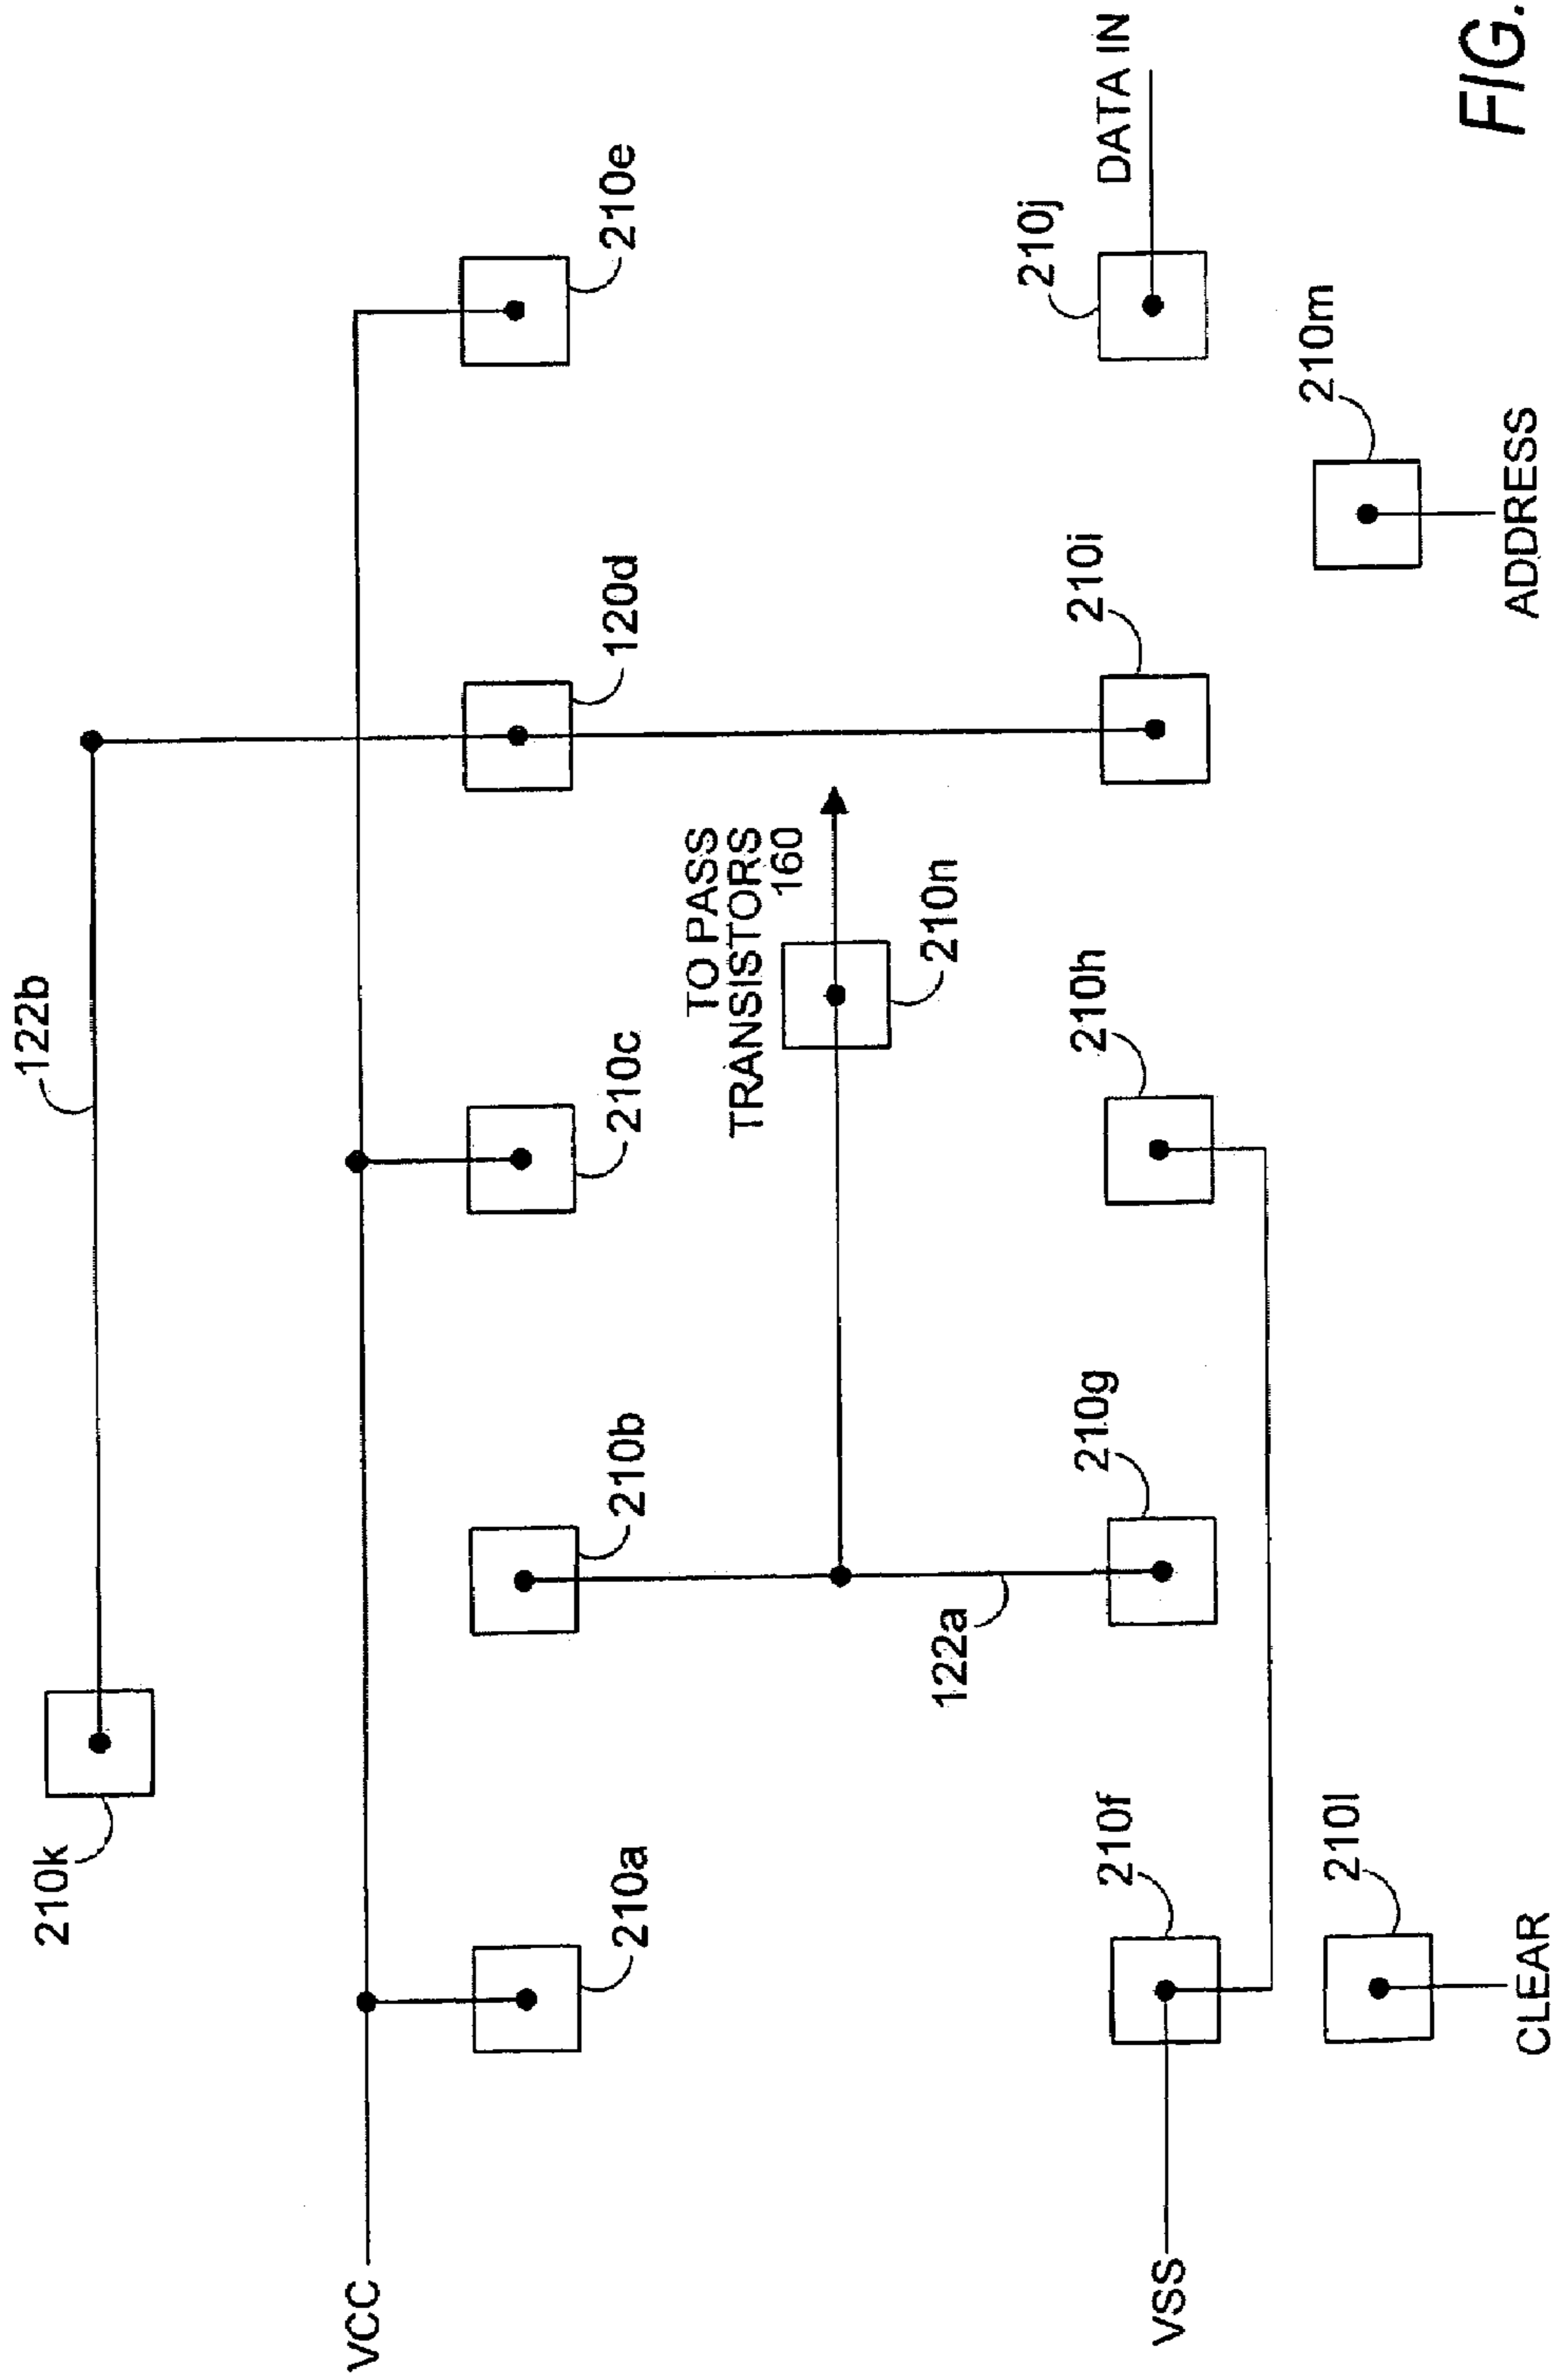 122b
210k
VCC
210a
210b
210c
120d
210e
TO PASS
TRANSISTORS
160
210n
122a
VSS
210f
210g
210h
210i
210j
DATA IN
210l
CLEAR
210m
ADDRESS
FIG.